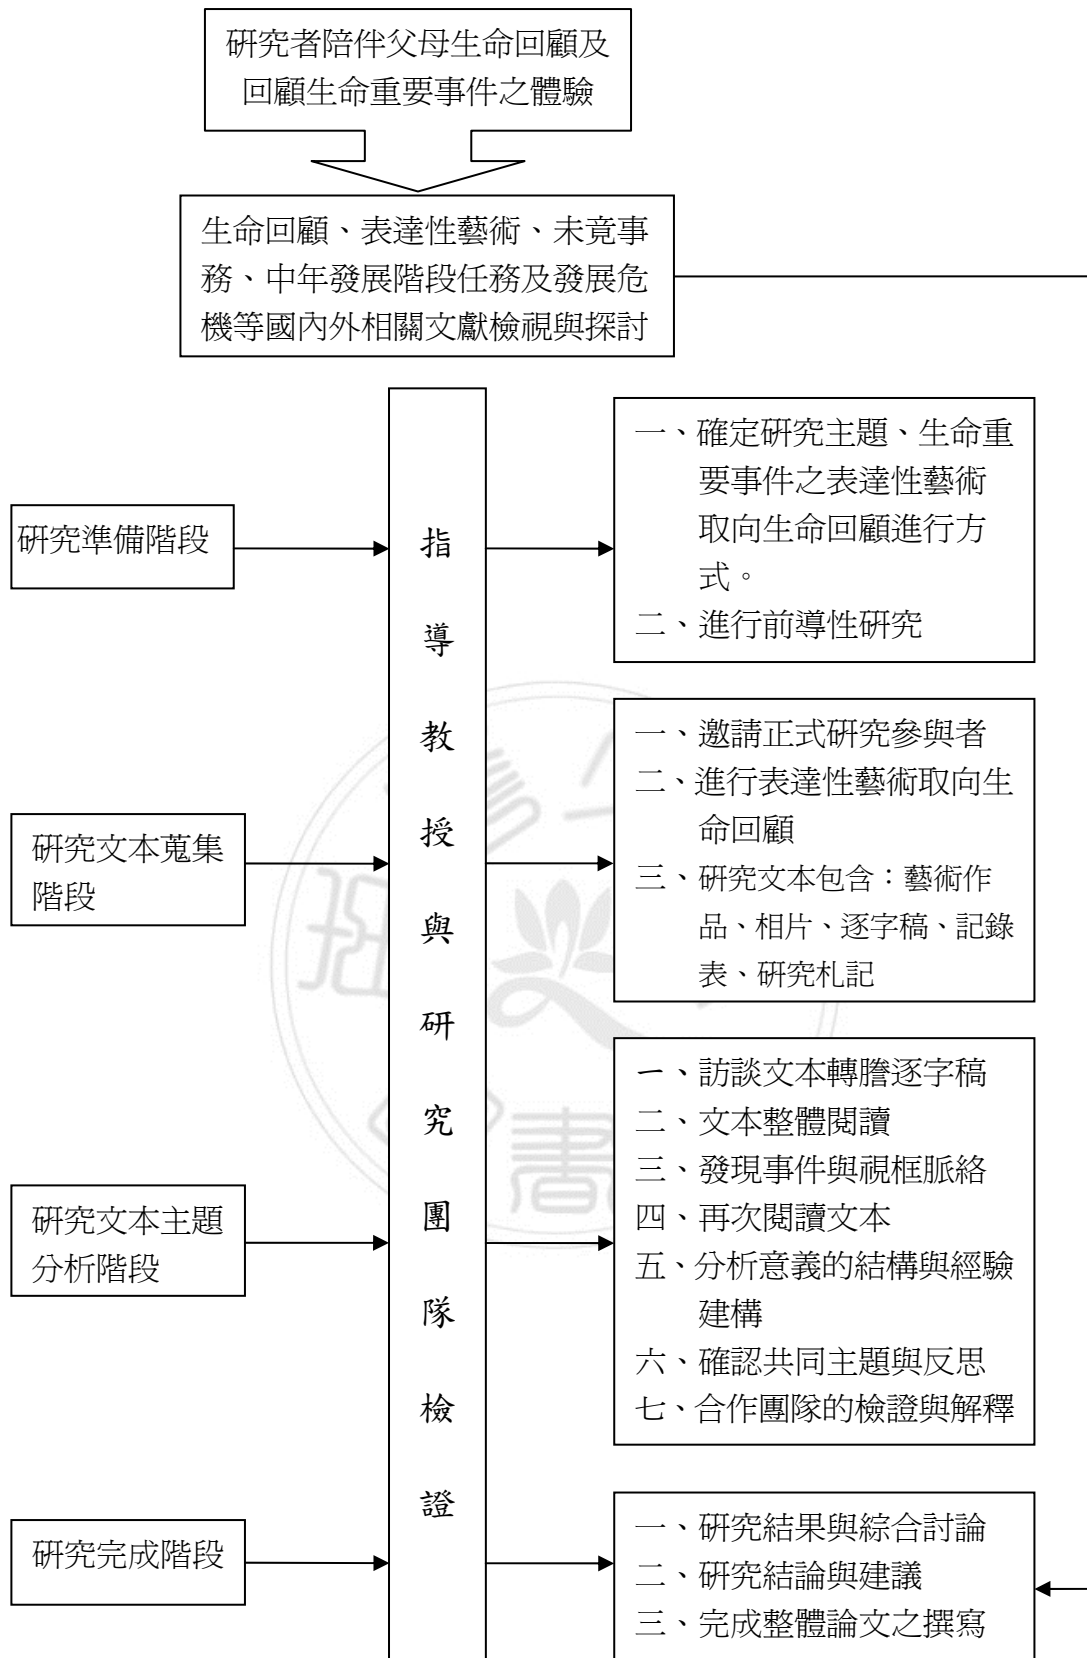 研究者陪伴父母生命回顧及
回顧生命重要事件之體驗
生命回顧、表達性藝術、未竟事
務、中年發展階段任務及發展危
機等國內外相關文獻檢視與探討
指導教授與研究團隊檢證
研究準備階段
一、確定研究主題、生命重
要事件之表達性藝術
取向生命回顧進行方
式。
二、進行前導性研究
研究文本蒐集
階段
一、邀請正式研究參與者
二、進行表達性藝術取向生
命回顧
三、研究文本包含：藝術作
品、相片、逐字稿、記錄
表、研究札記
研究文本主題
分析階段
一、訪談文本轉謄逐字稿
二、文本整體閱讀
三、發現事件與視框脈絡
四、再次閱讀文本
五、分析意義的結構與經驗
建構
六、確認共同主題與反思
七、合作團隊的檢證與解釋
研究完成階段
一、研究結果與綜合討論
二、研究結論與建議
三、完成整體論文之撰寫